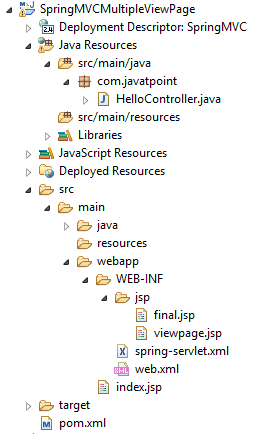 SpringMVCMultipleViewPage
Deployment Descriptor: SpringMVC
Java Resources
src/main/java
com.javatpoint
HelloController.java
src/main/resources
Libraries
JavaScript Resources
Deployed Resources
src
main
java
resources
webapp
WEB-INF
jsp
final.jsp
viewpage.jsp
spring-servlet.xml
web.xml
index.jsp
target
pom.xml